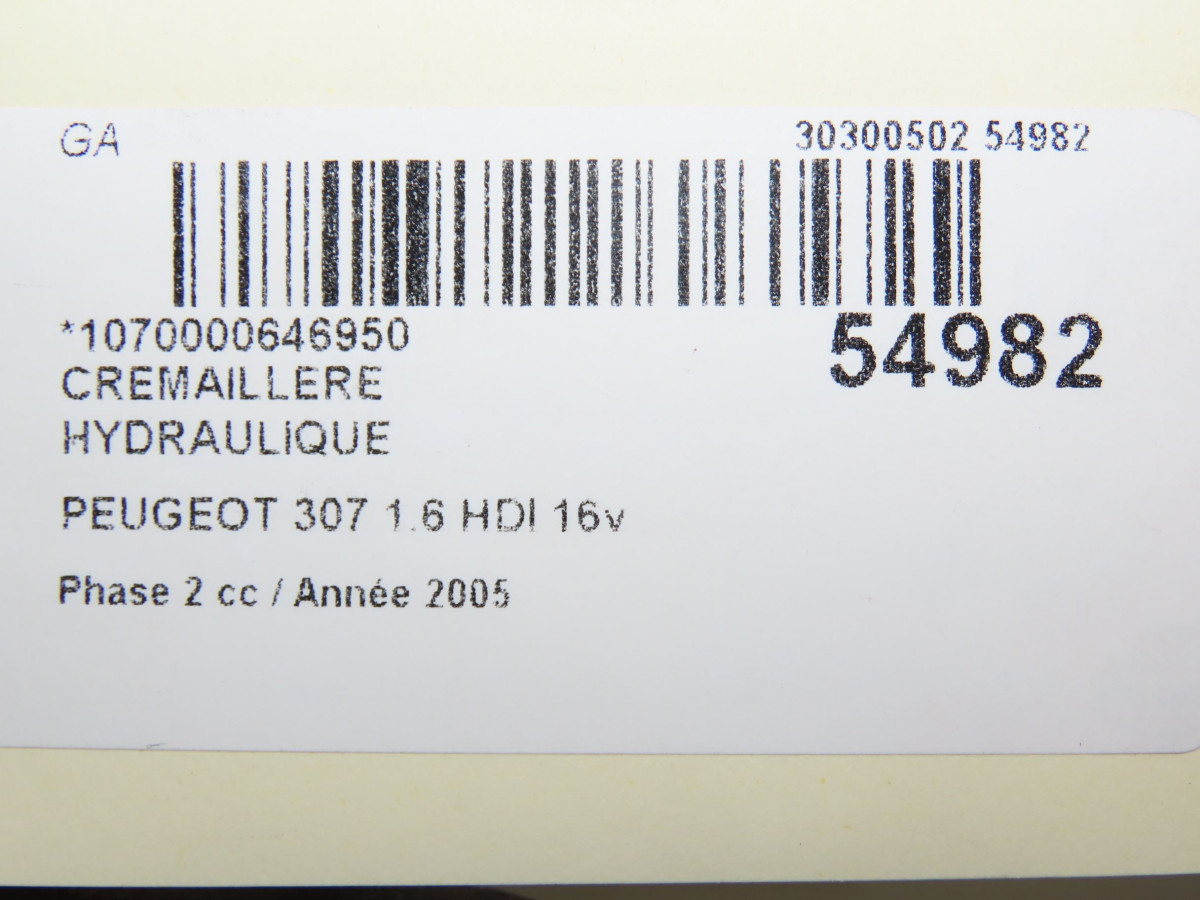 GA
30300502 54982
*1070000646950
54982
CREMAILLERE
HYDRAULIQUE
PEUGEOT 307 1.6 HDI 16v
Phase 2 cc / Année 2005